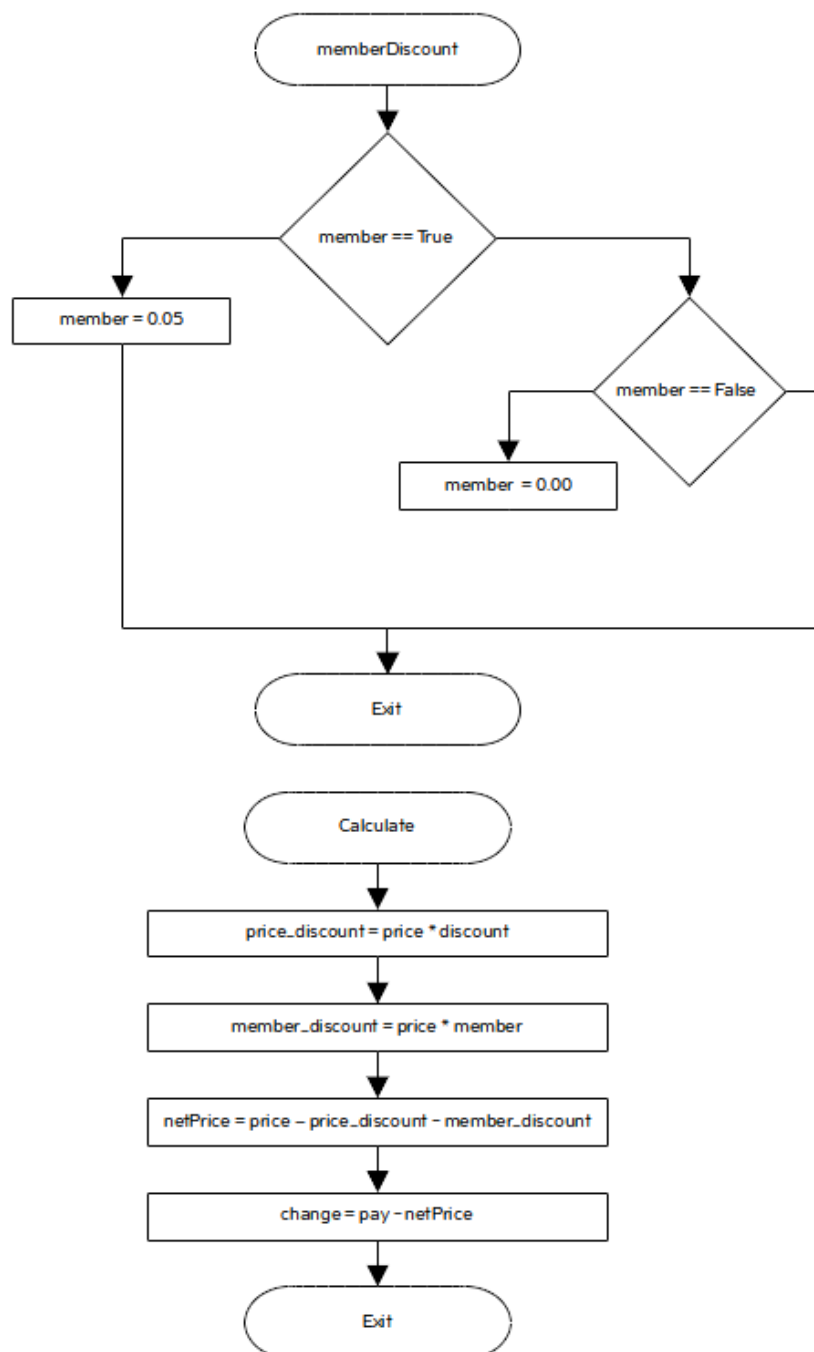 memberDiscount
member == True
member = 0.05
member == False
member = 0.00
Exit
Calculate
price_discount = price * discount
member_discount = price * member
netPrice = price – price_discount - member_discount
change = pay - netPrice
Exit